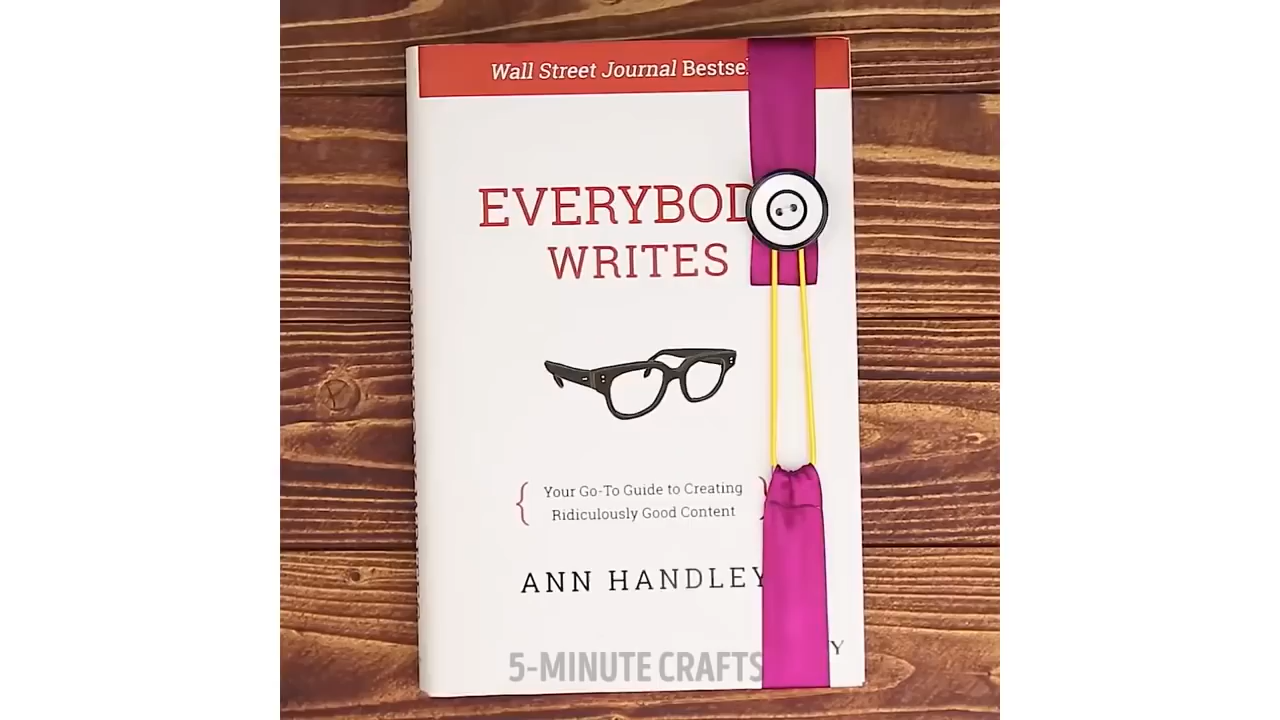 Wall Street Journal Bestse
EVERYBOD
WRITES
{ Your Go-To Guide to Creating }
Ridiculously Good Content
ANN HANDLEY
Y
5-MINUTE CRAFTS